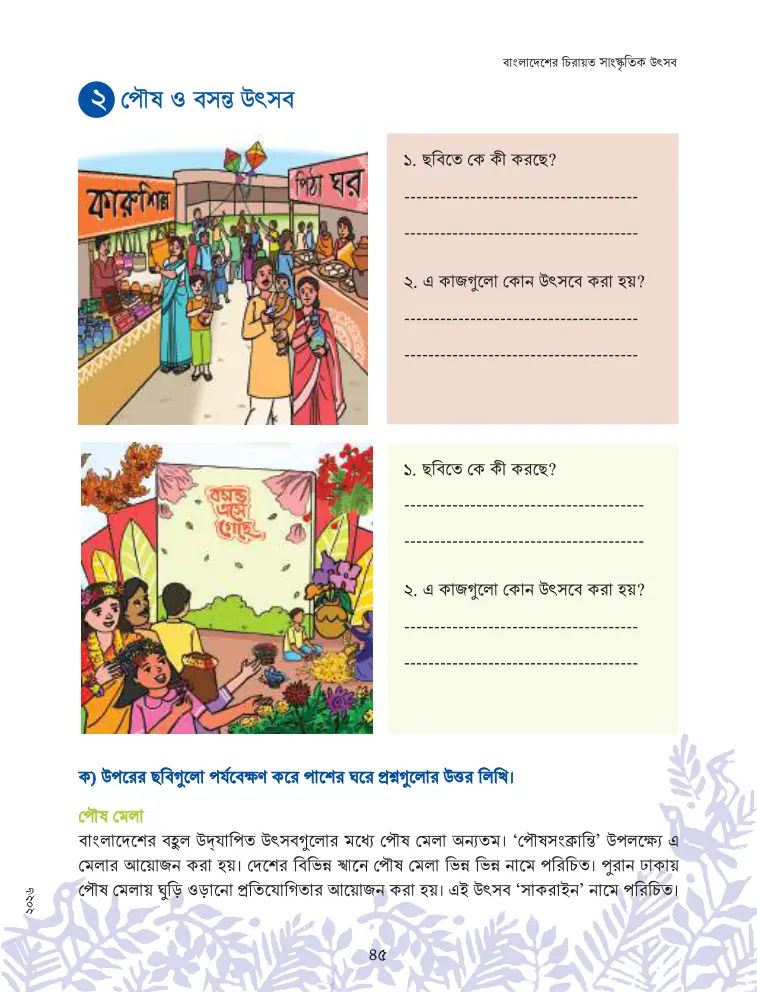 বাংলাদেশের চিরায়ত সাংস্কৃতিক উৎসব
২ পৌষ ও বসন্ত উৎসব
কারুশিল্প
পিঠা ঘর
১. ছবিতে কে কী করছে?
---------------------------------------
---------------------------------------
২. এ কাজগুলো কোন উৎসবে করা হয়?
---------------------------------------
---------------------------------------
বসন্ত
এসে
গেছে
১. ছবিতে কে কী করছে?
----------------------------------------
----------------------------------------
২. এ কাজগুলো কোন উৎসবে করা হয়?
---------------------------------------
---------------------------------------
ক) উপরের ছবিগুলো পর্যবেক্ষণ করে পাশের ঘরে প্রশ্নগুলোর উত্তর লিখি।
পৌষ মেলা
বাংলাদেশের বহুল উদ্‌যাপিত উৎসবগুলোর মধ্যে পৌষ মেলা অন্যতম। ‘পৌষসংক্রান্তি’ উপলক্ষ্যে এ
মেলার আয়োজন করা হয়। দেশের বিভিন্ন স্থানে পৌষ মেলা ভিন্ন ভিন্ন নামে পরিচিত। পুরান ঢাকায়
পৌষ মেলায় ঘুড়ি ওড়ানো প্রতিযোগিতার আয়োজন করা হয়। এই উৎসব ‘সাকরাইন’ নামে পরিচিত।
২০২৬
৪৫